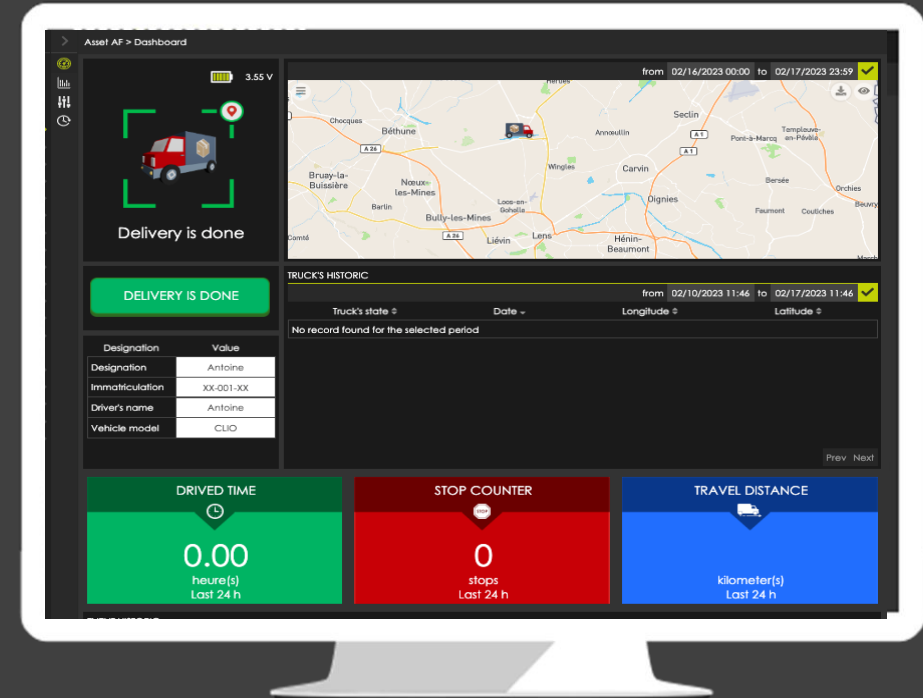 Asset AF > Dashboard
3.55 V
Delivery is done
from 02/16/2023 00:00 to 02/17/2023 23:59
Chocques
Béthune
A 26
Bruay-la-
Buissière
Nœux-
les-Mines
Barlin
Bully-les-Mines
Loos-en-
Gohelle
Comté
A 26
Liévin
Lens
Wingles
Annœullin
Seclin
A 1
A 1
Carvin
Oignies
Hénin-
Beaumont
Pont-à-Marcq
Templeuve-
en-Pévèle
Bersée
Orchies
Faumont
Coutiches
Beuvry
DELIVERY IS DONE
TRUCK'S HISTORIC
from 02/10/2023 11:46 to 02/17/2023 11:46
Truck's state Date Longitude Latitude
No record found for the selected period
Prev Next
Designation Value
Designation Antoine
Immatriculation XX-001-XX
Driver's name Antoine
Vehicle model CLIO
DRIVED TIME
0.00
heure(s)
Last 24 h
STOP COUNTER
STOP
0
stops
Last 24 h
TRAVEL DISTANCE
kilometer(s)
Last 24 h